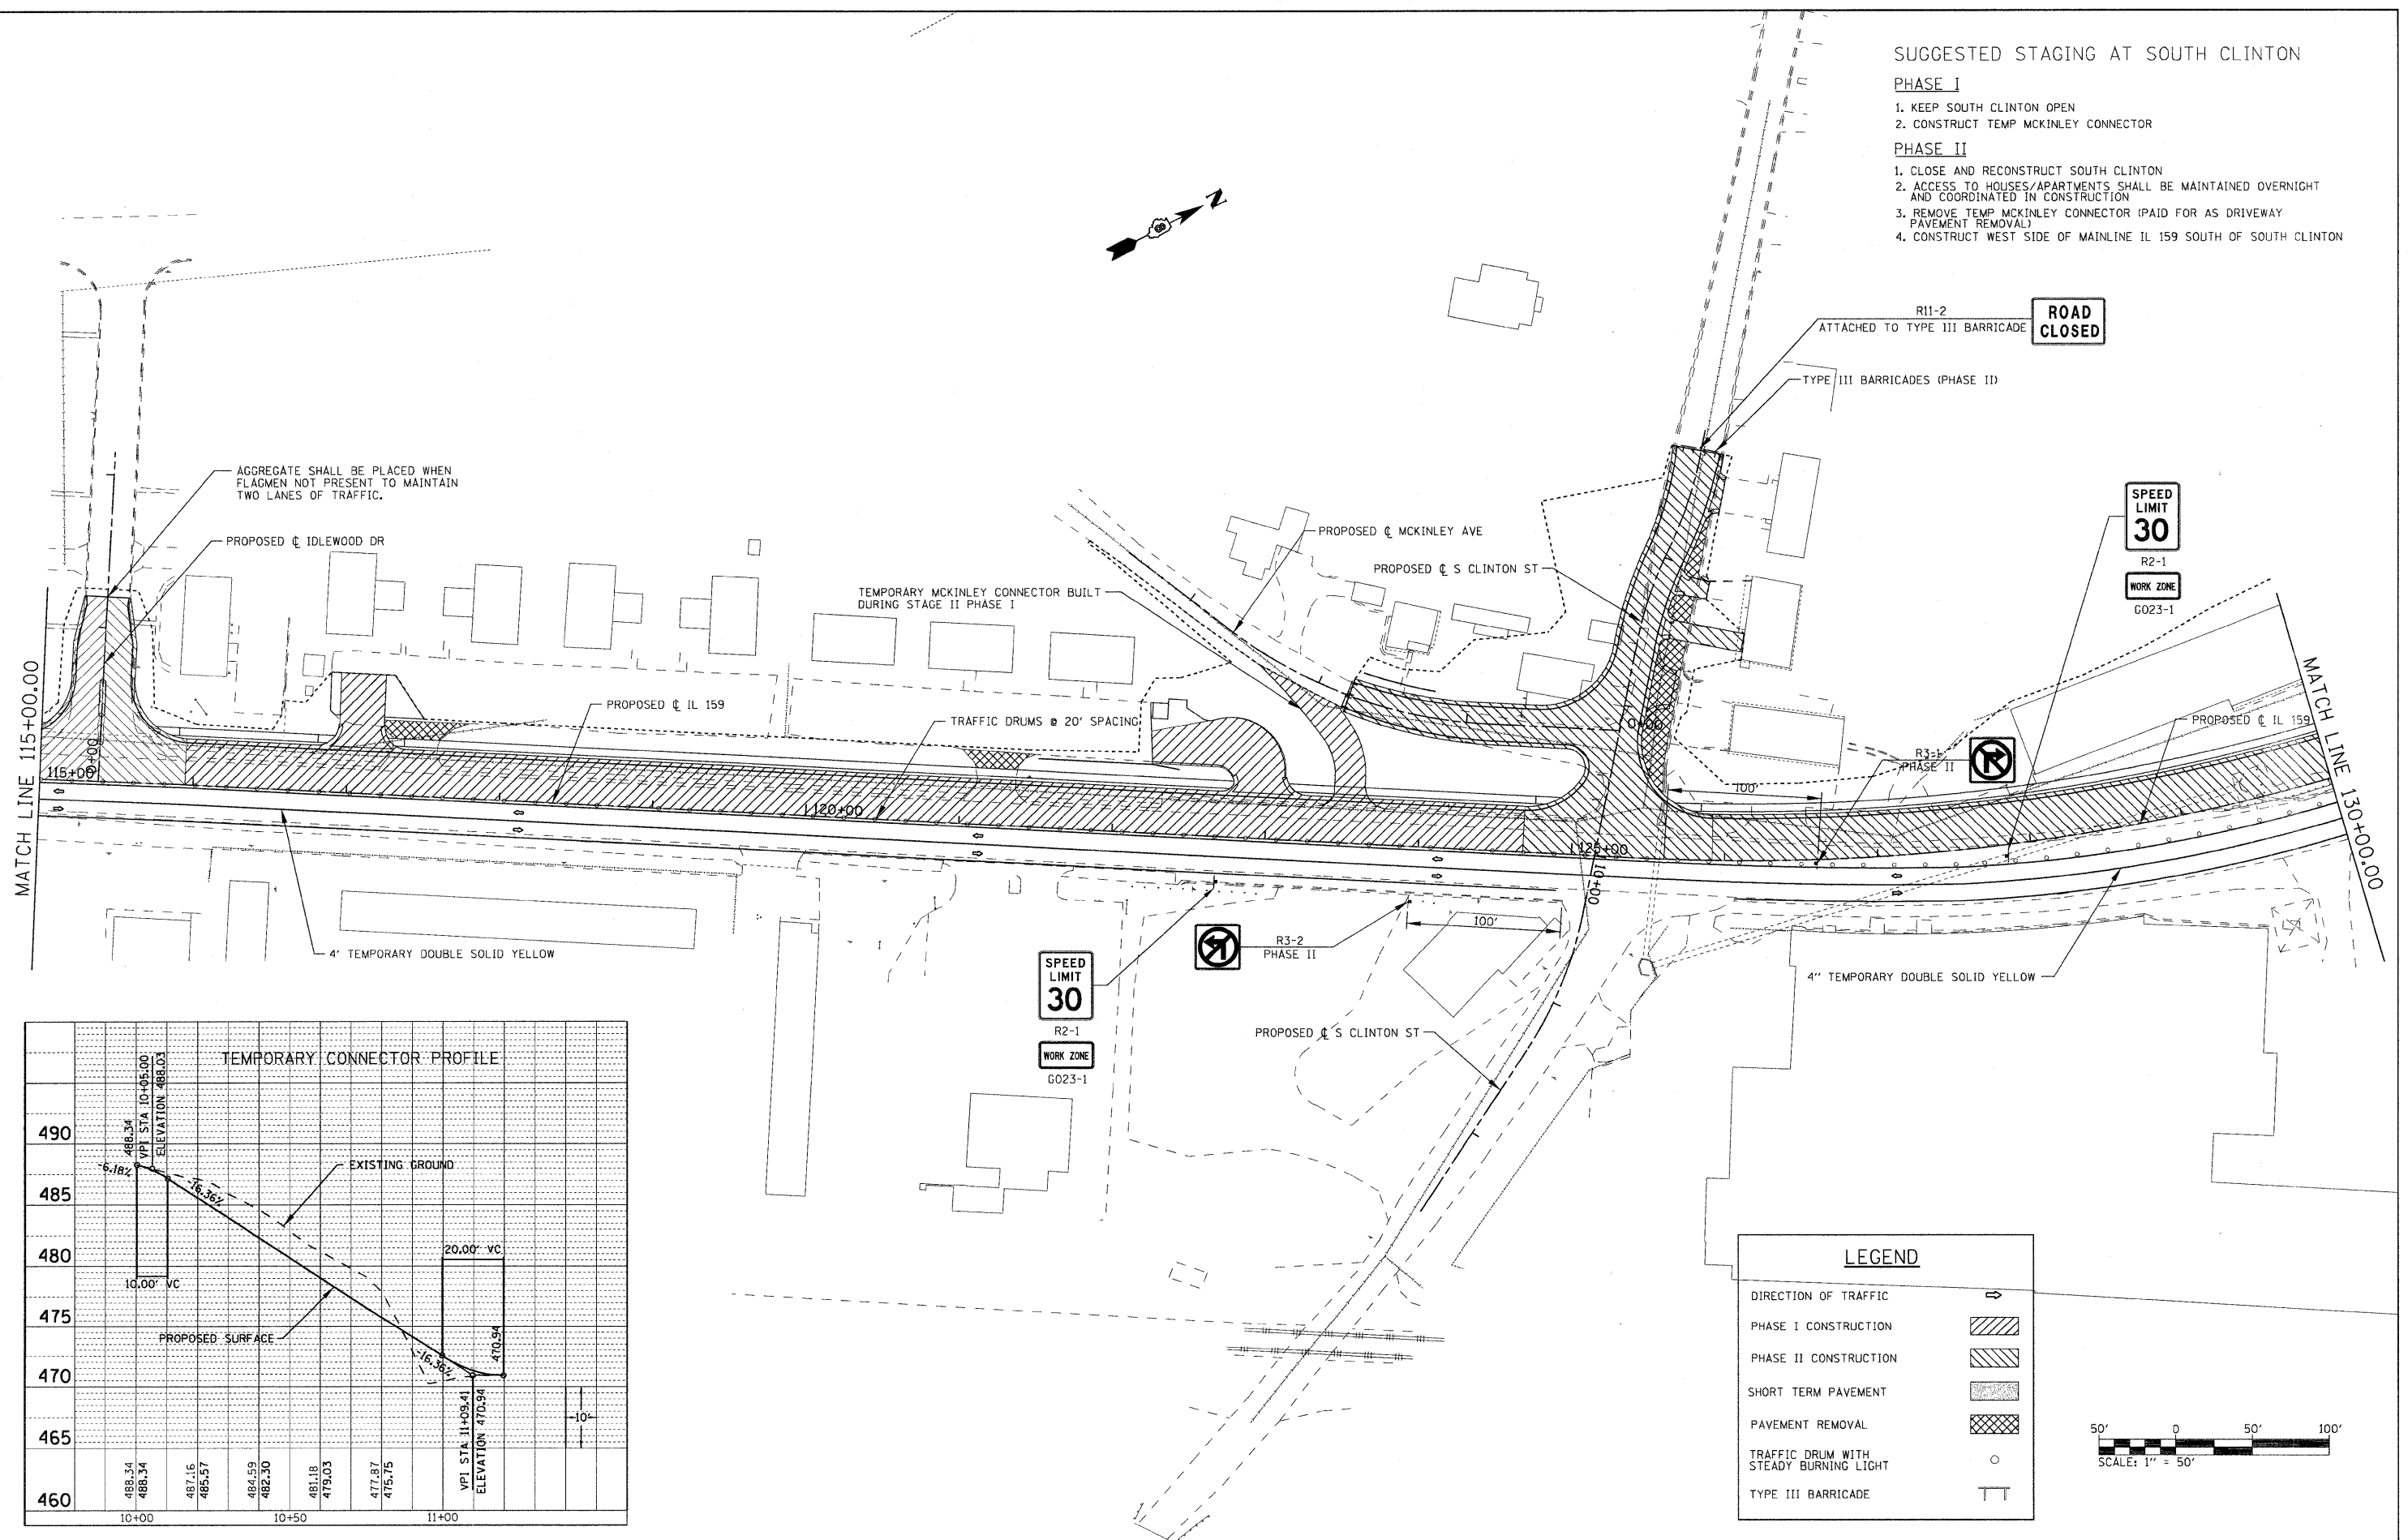 SUGGESTED STAGING AT SOUTH CLINTON
PHASE I
1. KEEP SOUTH CLINTON OPEN
2. CONSTRUCT TEMP MCKINLEY CONNECTOR
PHASE II
1. CLOSE AND RECONSTRUCT SOUTH CLINTON
2. ACCESS TO HOUSES/APARTMENTS SHALL BE MAINTAINED OVERNIGHT
AND COORDINATED IN CONSTRUCTION
3. REMOVE TEMP MCKINLEY CONNECTOR (PAID FOR AS DRIVEWAY
PAVEMENT REMOVAL)
4. CONSTRUCT WEST SIDE OF MAINLINE IL 159 SOUTH OF SOUTH CLINTON
N
R11-2
ATTACHED TO TYPE III BARRICADE
ROAD
CLOSED
TYPE III BARRICADES (PHASE II)
AGGREGATE SHALL BE PLACED WHEN
FLAGMEN NOT PRESENT TO MAINTAIN
TWO LANES OF TRAFFIC.
PROPOSED ℄ IDLEWOOD DR
PROPOSED ℄ MCKINLEY AVE
PROPOSED ℄ S CLINTON ST
TEMPORARY MCKINLEY CONNECTOR BUILT
DURING STAGE II PHASE I
SPEED
LIMIT
30
R2-1
WORK ZONE
G023-1
MATCH LINE 115+00.00
PROPOSED ℄ IL 159
TRAFFIC DRUMS @ 20' SPACING
0+00
PROPOSED ℄ IL 159
MATCH LINE 130+00.00
R3-1
PHASE II
100'
115+00
0+00
120+00
125+00
10+00
4' TEMPORARY DOUBLE SOLID YELLOW
R3-2
PHASE II
100'
SPEED
LIMIT
30
R2-1
WORK ZONE
G023-1
4'' TEMPORARY DOUBLE SOLID YELLOW
PROPOSED ℄ S CLINTON ST
TEMPORARY CONNECTOR PROFILE
488.34
VPI STA 10+05.00
ELEVATION 488.03
490
-6.18%
-16.36%
EXISTING GROUND
485
480
20.00' VC
10.00' VC
475
PROPOSED SURFACE
-16.36%
470.94
470
VPI STA 11+09.41
ELEVATION 470.94
10'
465
488.34
488.34
487.16
485.57
484.59
482.30
481.18
479.03
477.87
475.75
460
10+00
10+50
11+00
LEGEND
DIRECTION OF TRAFFIC
PHASE I CONSTRUCTION
PHASE II CONSTRUCTION
SHORT TERM PAVEMENT
PAVEMENT REMOVAL
TRAFFIC DRUM WITH
STEADY BURNING LIGHT
TYPE III BARRICADE
50'
0
50'
100'
SCALE: 1'' = 50'